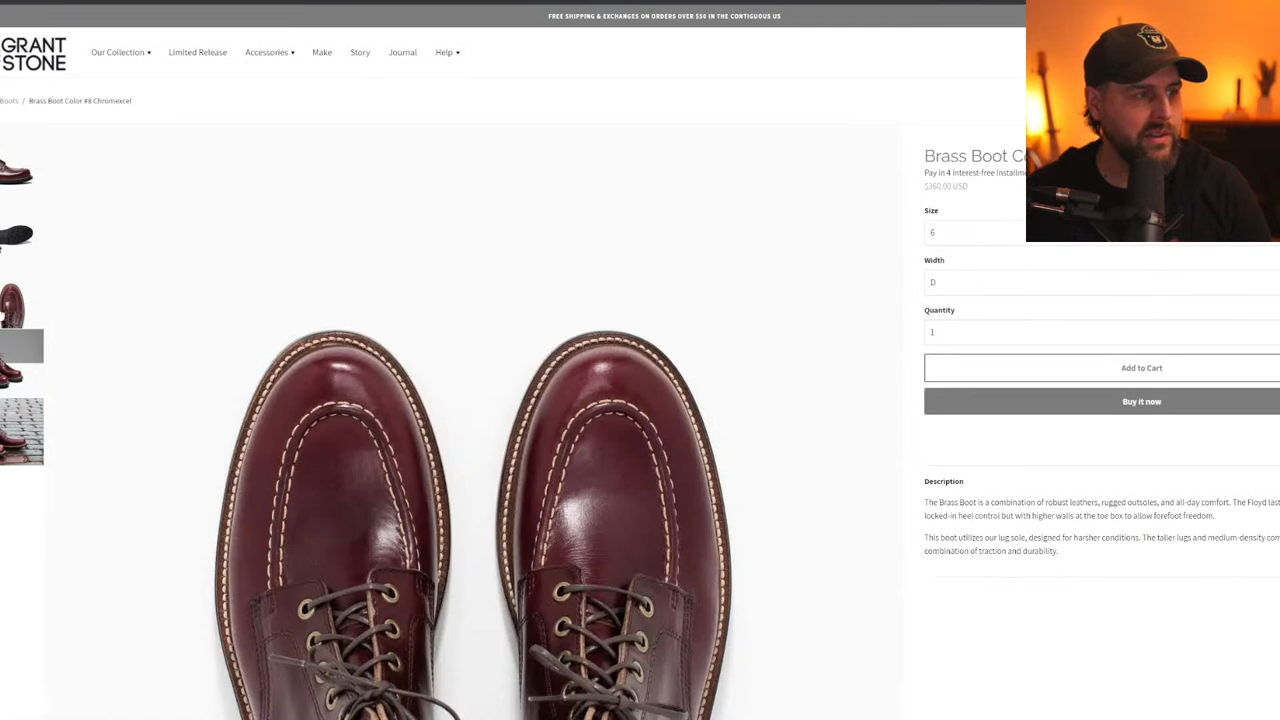 FREE SHIPPING & EXCHANGES ON ORDERS OVER $50 IN THE CONTIGUOUS US
GRANT
STONE
Our Collection ▾ Limited Release Accessories ▾ Make Story Journal Help ▾
Boots / Brass Boot Color #8 Chromexcel
Brass Boot Co
Pay in 4 interest-free installm
$360.00 USD
Size
6
Width
D
Quantity
1
Add to Cart
Buy it now
Description
The Brass Boot is a combination of robust leathers, rugged outsoles, and all-day comfort. The Floyd last
locked-in heel control but with higher walls at the toe box to allow forefoot freedom.
This boot utilizes our lug sole, designed for harsher conditions. The taller lugs and medium-density com
combination of traction and durability.